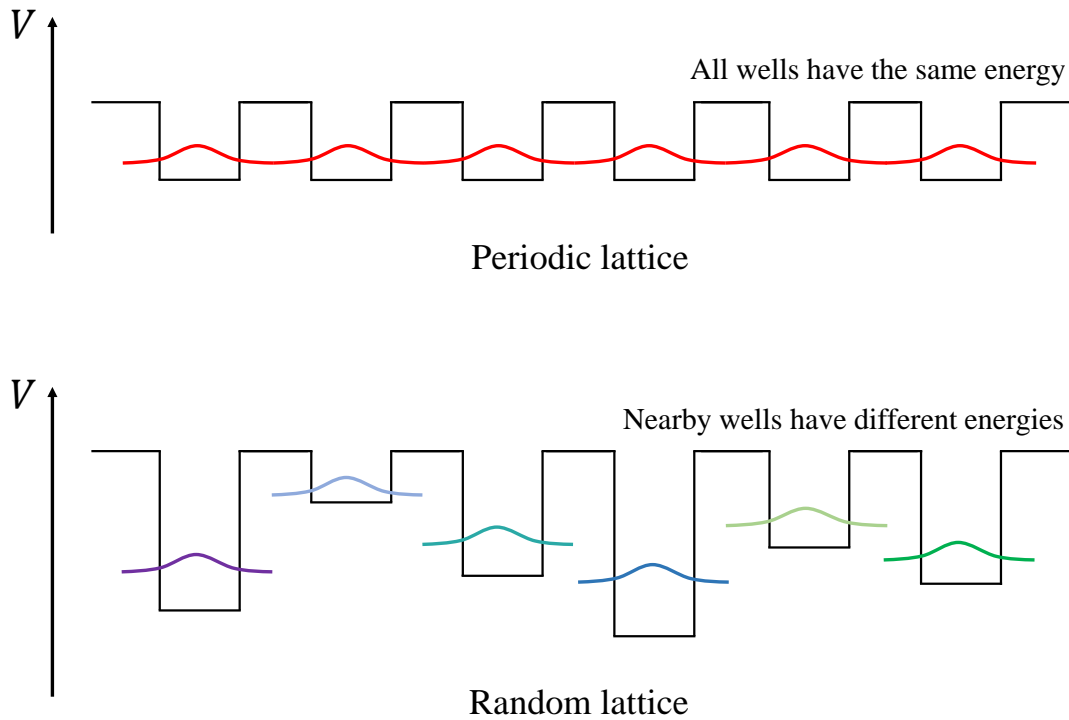 V
All wells have the same energy
Periodic lattice
V
Nearby wells have different energies
Random lattice